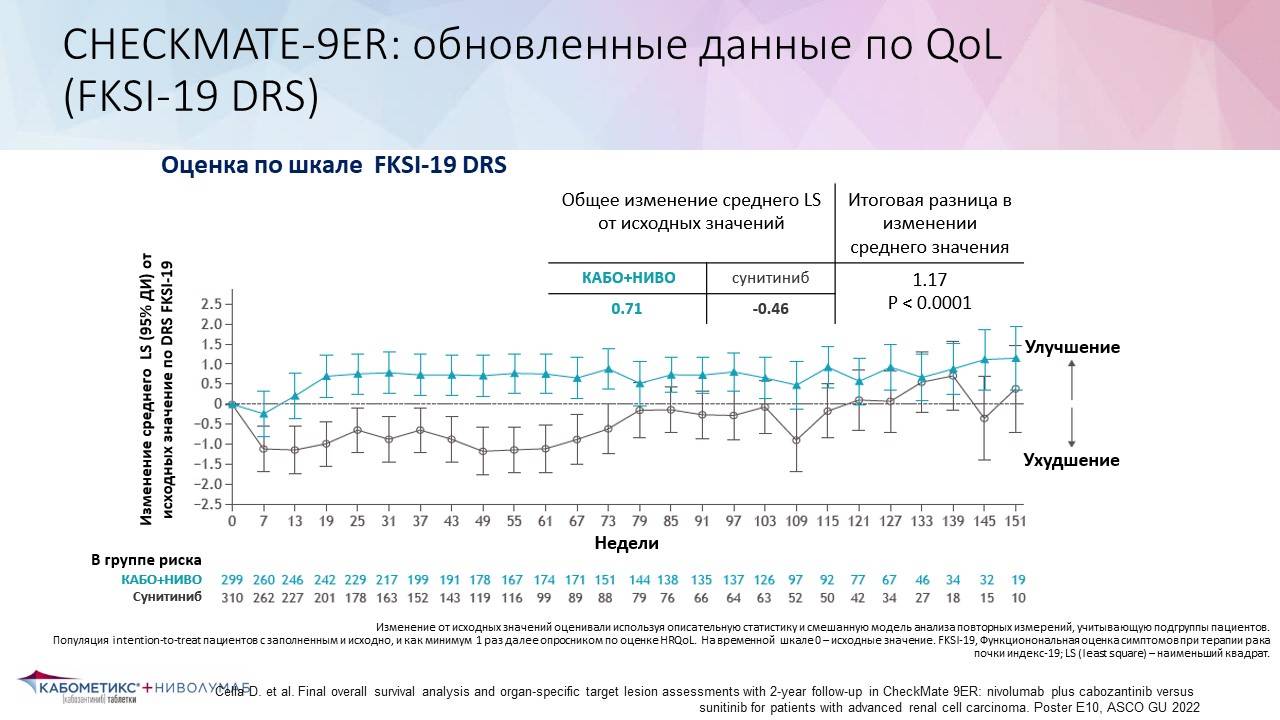 CHECKMATE-9ER: обновленные данные по QoL
(FKSI-19 DRS)
Оценка по шкале FKSI-19 DRS
Общее изменение среднего LS
от исходных значений
Итоговая разница в
изменении
среднего значения
КАБО+НИВО сунитиниб
0.71 -0.46
1.17
P < 0.0001
Изменение среднего LS (95% ДИ) от
исходных значение по DRS FKSI-19
2.5
2.0
1.5
1.0
0.5
0
−0.5
−1.0
−1.5
−2.0
−2.5
Улучшение
Ухудшение
0 7 13 19 25 31 37 43 49 55 61 67 73 79 85 91 97 103 109 115 121 127 133 139 145 151
Недели
В группе риска
КАБО+НИВО 299 260 246 242 229 217 199 191 178 167 174 171 151 144 138 135 137 126 97 92 77 67 46 34 32 19
Сунитиниб 310 262 227 201 178 163 152 143 119 116 99 89 88 79 76 66 64 63 52 50 42 34 27 18 15 10
Изменение от исходных значений оценивали используя описательную статистику и смешанную модель анализа повторных измерений, учитывающую подгруппы пациентов.
Популяция intention-to-treat пациентов с заполненным и исходно, и как минимум 1 раз далее опросником по оценке HRQoL. На временной шкале 0 – исходные значение. FKSI-19, Функциональная оценка симптомов при терапии рака
почки индекс-19; LS (least square) – наименьший квадрат.
КАБОМЕТИКС®+НИВОЛУМАБ
(кабозантиниб) таблетки
Cella D. et al. Final overall survival analysis and organ-specific target lesion assessments with 2-year follow-up in CheckMate 9ER: nivolumab plus cabozantinib versus
sunitinib for patients with advanced renal cell carcinoma. Poster E10, ASCO GU 2022